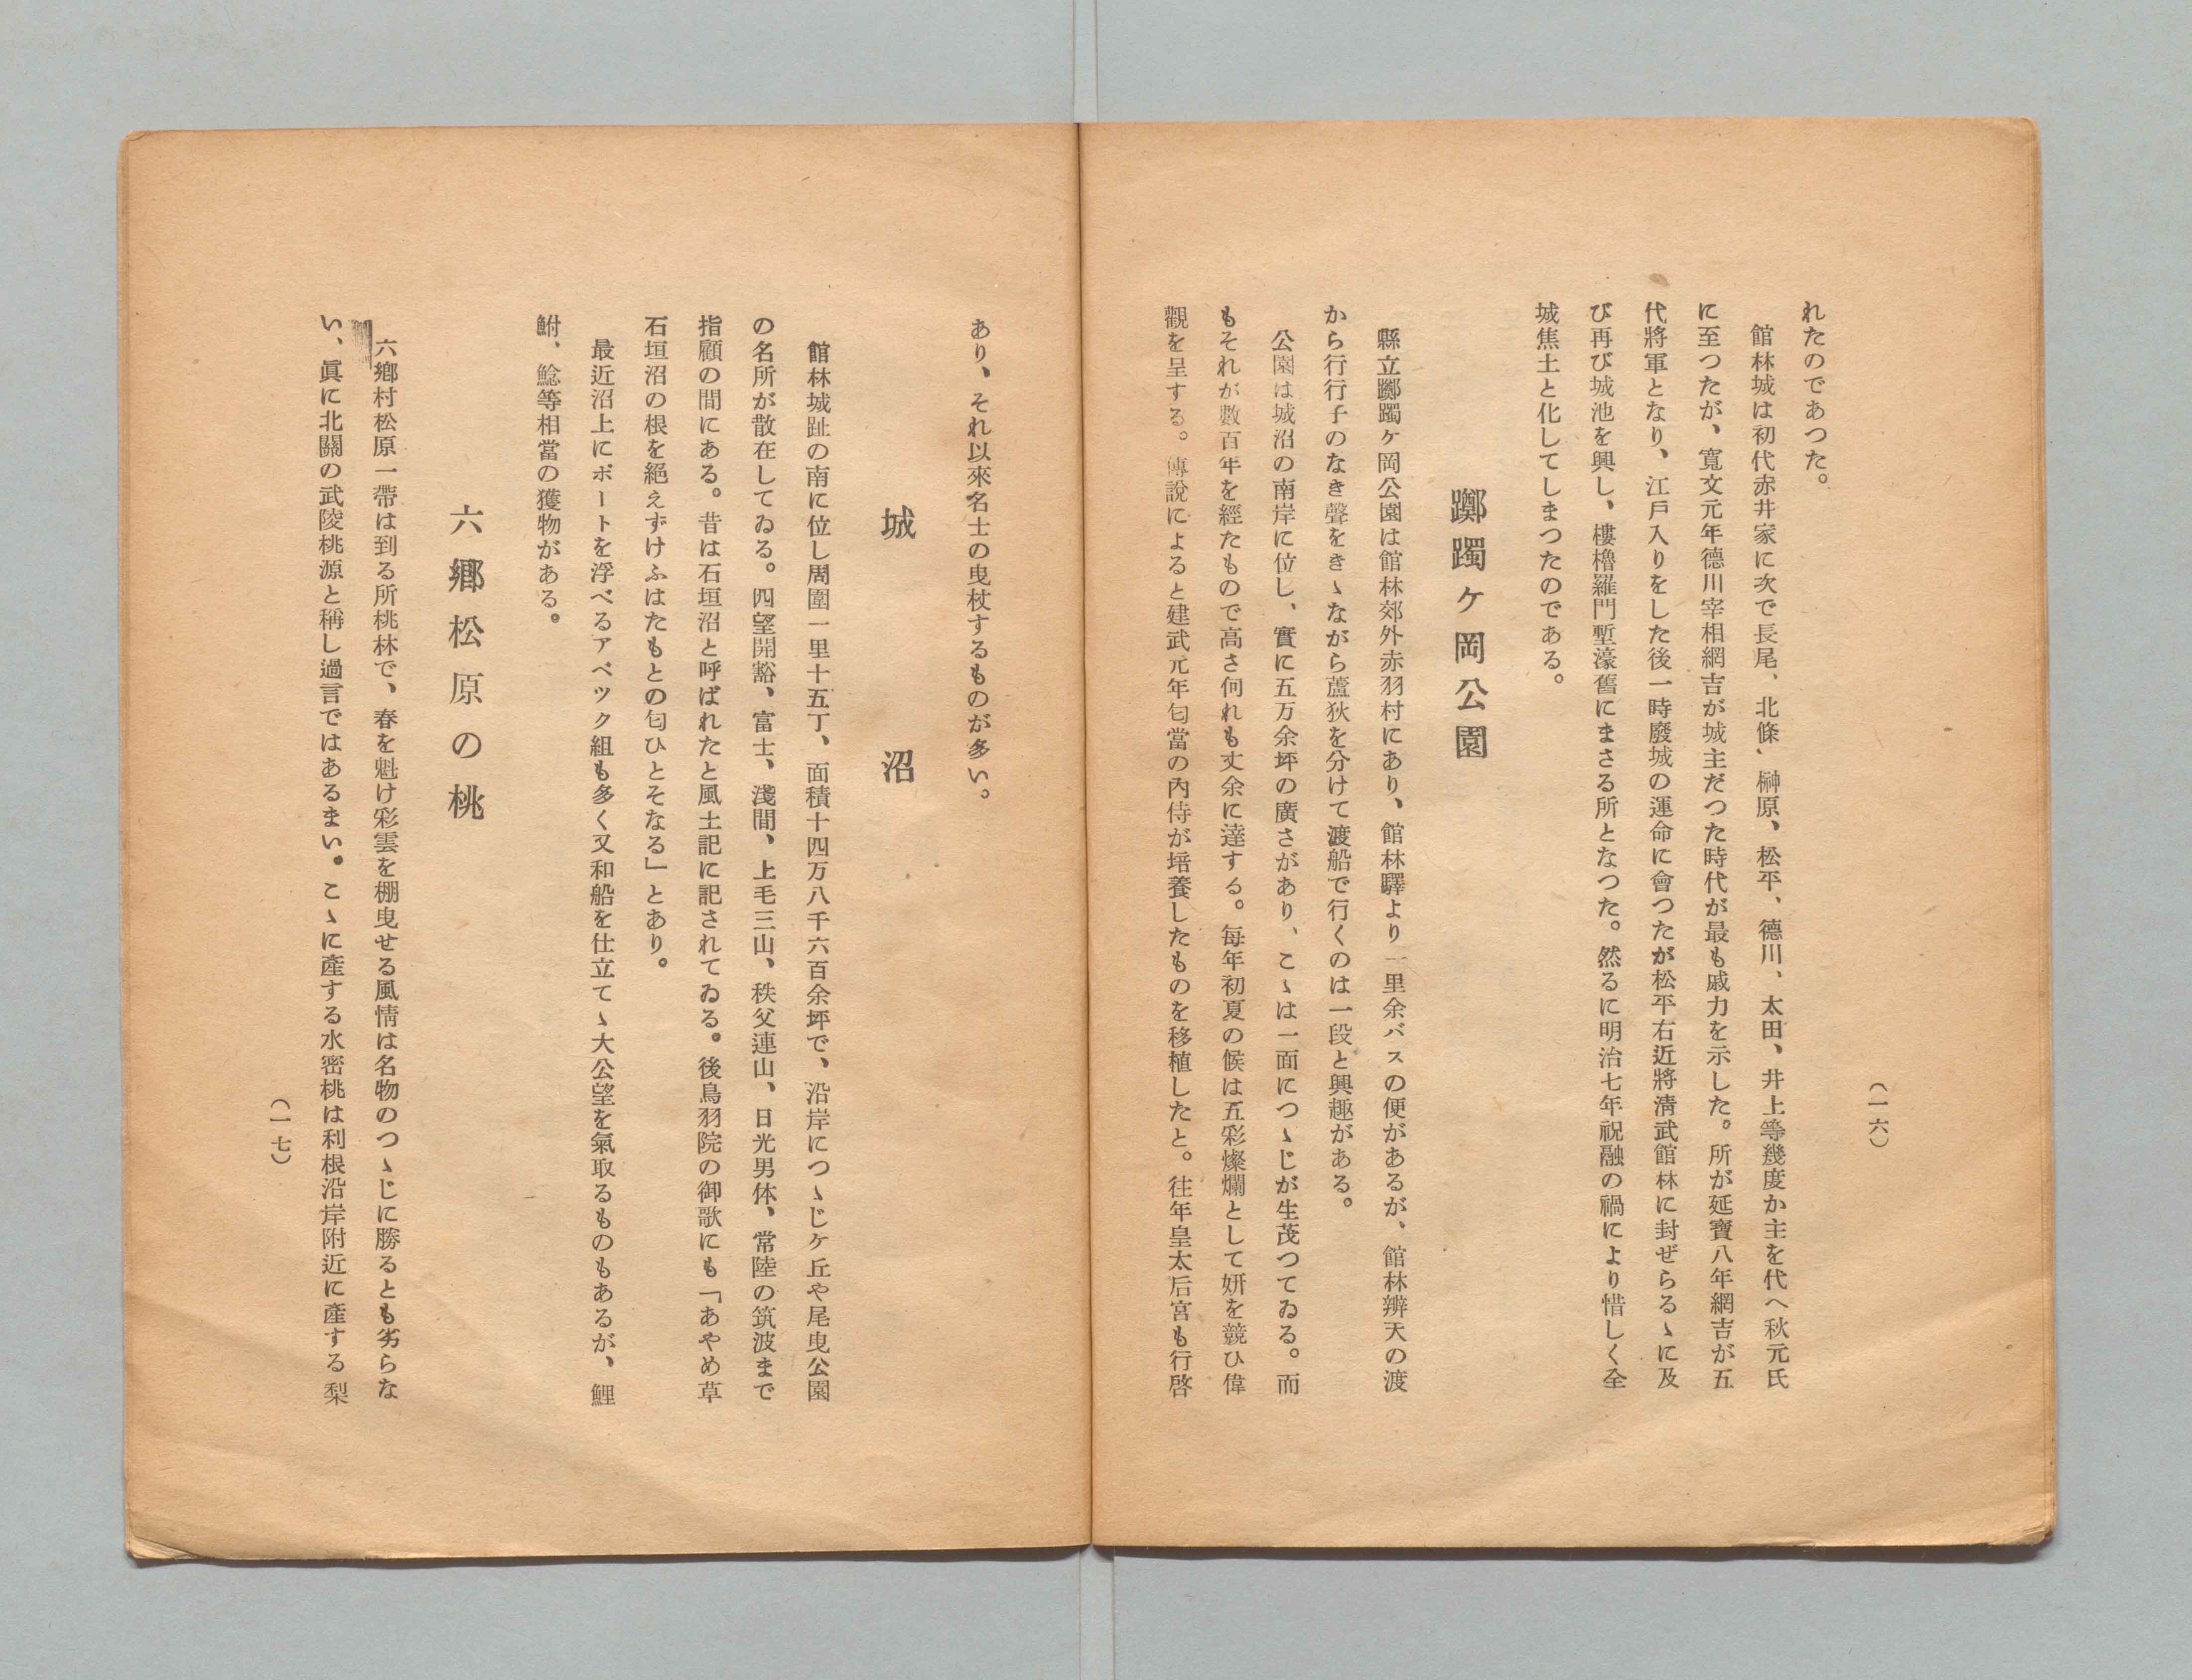 （一六）
れたのであつた。
館林城は初代赤井家に次で長尾、北條、榊原、松平、德川、太田、井上等幾度か主を代へ秋元氏
に至つたが、寬文元年德川宰相網吉が城主だつた時代が最も威力を示した。所が延寶八年網吉が五
代將軍となり、江戶入りをした後一時廢城の運命に會つたが松平右近將淸武館林に封ぜらるゝに及
び再び城池を興し、樓櫓羅門塹濠舊にまさる所となつた。然るに明治七年祝融の禍により惜しく全
城焦土と化してしまつたのである。
躑躅ヶ岡公園
縣立躑躅ヶ岡公園は館林郊外赤羽村にあり、館林驛より一里余バスの便があるが、館林辨天の渡
から行行子のなき聲をきゝながら蘆狄を分けて渡船で行くのは一段と興趣がある。
公園は城沼の南岸に位し、實に五万余坪の廣さがあり、こゝは一面につゝじが生茂つてゐる。而
もそれが數百年を經たもので高さ何れも丈余に達する。每年初夏の候は五彩燦爛として姸を競ひ偉
觀を呈する。傳說によると建武元年匂當の內侍が培養したものを移植したと。往年皇太后宮も行啓
あり、それ以來名士の曳杖するものが多い。
城沼
館林城趾の南に位し周圍一里十五丁、面積十四万八千六百余坪で、沿岸につゝじヶ丘や尾曳公園
の名所が散在してゐる。四望開豁、富士、淺間、上毛三山、秩父連山、日光男体、常陸の筑波まで
指顧の間にある。昔は石垣沼と呼ばれたと風土記に記されてゐる。後鳥羽院の御歌にも「あやめ草
石垣沼の根を絕えずけふはたもとの匂ひとそなる」とあり。
最近沼上にボートを浮べるアベツク組も多く又和船を仕立てゝ大公望を氣取るものもあるが、鯉
鮒、鯰等相當の獲物がある。
六鄕松原の桃
六鄕村松原一帶は到る所桃林で、春を魁け彩雲を棚曳せる風情は名物のつゝじに勝るとも劣らな
い、眞に北關の武陵桃源と稱し過言ではあるまい。こゝに產する水密桃は利根沿岸附近に產する梨
（一七）